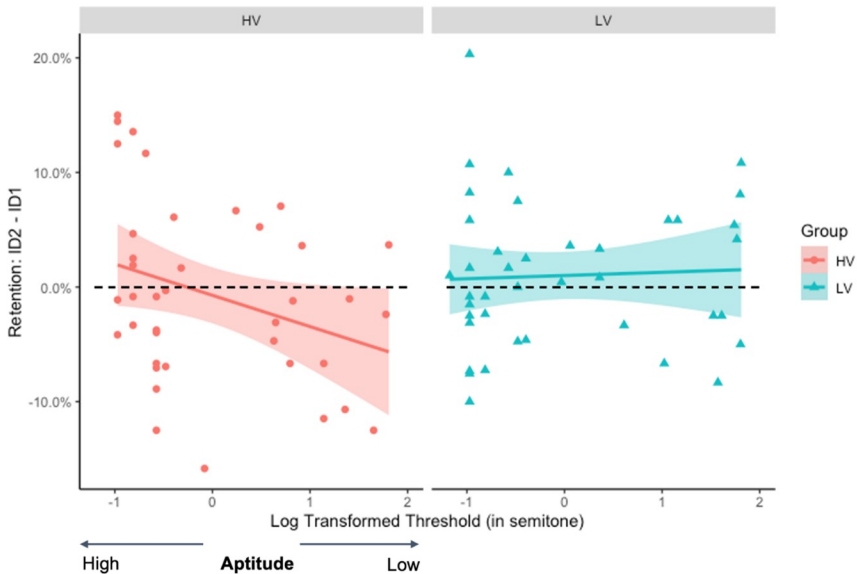 HV LV
20.0%
10.0%
0.0%
-10.0%
Retention: ID2 - ID1
Group
HV
LV
-1 0 1 2 -1 0 1 2
Log Transformed Threshold (in semitone)
High Aptitude Low